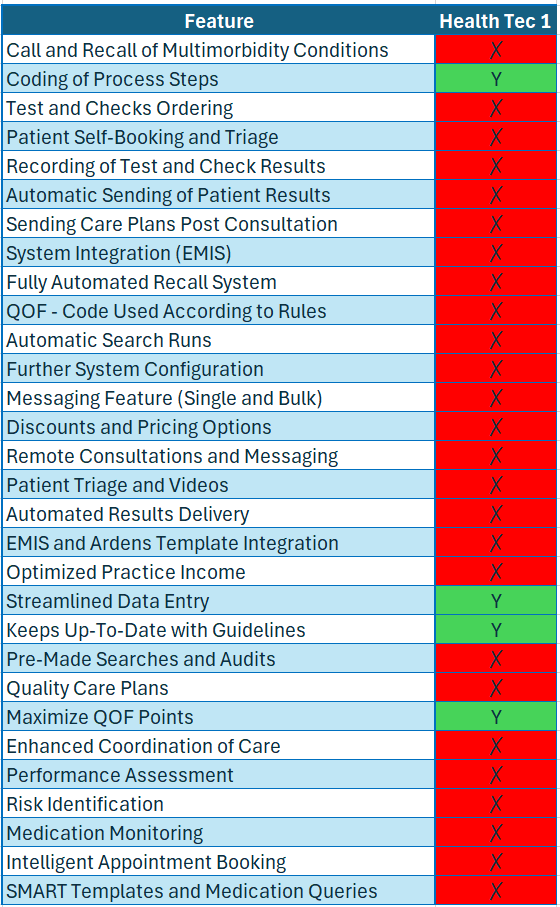 Feature Health Tec 1
Call and Recall of Multimorbidity Conditions X
Coding of Process Steps Y
Test and Checks Ordering X
Patient Self-Booking and Triage X
Recording of Test and Check Results X
Automatic Sending of Patient Results X
Sending Care Plans Post Consultation X
System Integration (EMIS) X
Fully Automated Recall System X
QOF - Code Used According to Rules X
Automatic Search Runs X
Further System Configuration X
Messaging Feature (Single and Bulk) X
Discounts and Pricing Options X
Remote Consultations and Messaging X
Patient Triage and Videos X
Automated Results Delivery X
EMIS and Ardens Template Integration X
Optimized Practice Income X
Streamlined Data Entry Y
Keeps Up-To-Date with Guidelines Y
Pre-Made Searches and Audits X
Quality Care Plans X
Maximize QOF Points Y
Enhanced Coordination of Care X
Performance Assessment X
Risk Identification X
Medication Monitoring X
Intelligent Appointment Booking X
SMART Templates and Medication Queries X